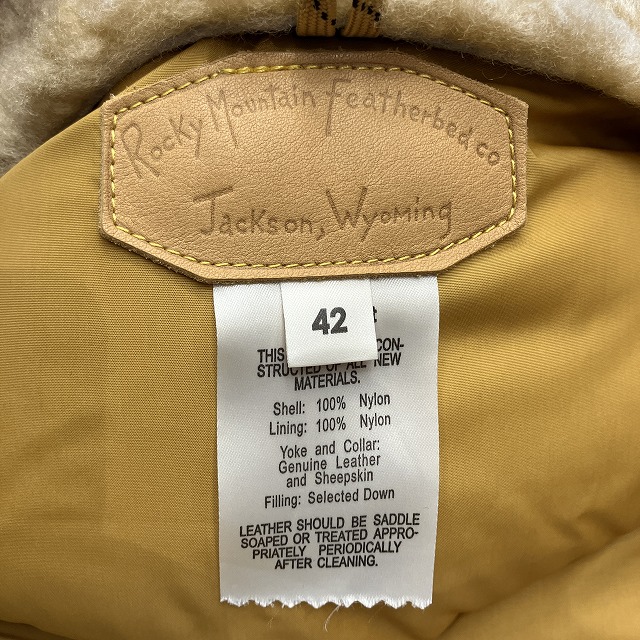 Rocky Mountain Featherbed co
Jackson, Wyoming
42
THIS CON-
STRUCTED OF ALL NEW
MATERIALS.
Shell: 100% Nylon
Lining: 100% Nylon
Yoke and Collar:
Genuine Leather
and Sheepskin
Filling: Selected Down
LEATHER SHOULD BE SADDLE
SOAPED OR TREATED APPRO-
PRIATELY PERIODICALLY
AFTER CLEANING.